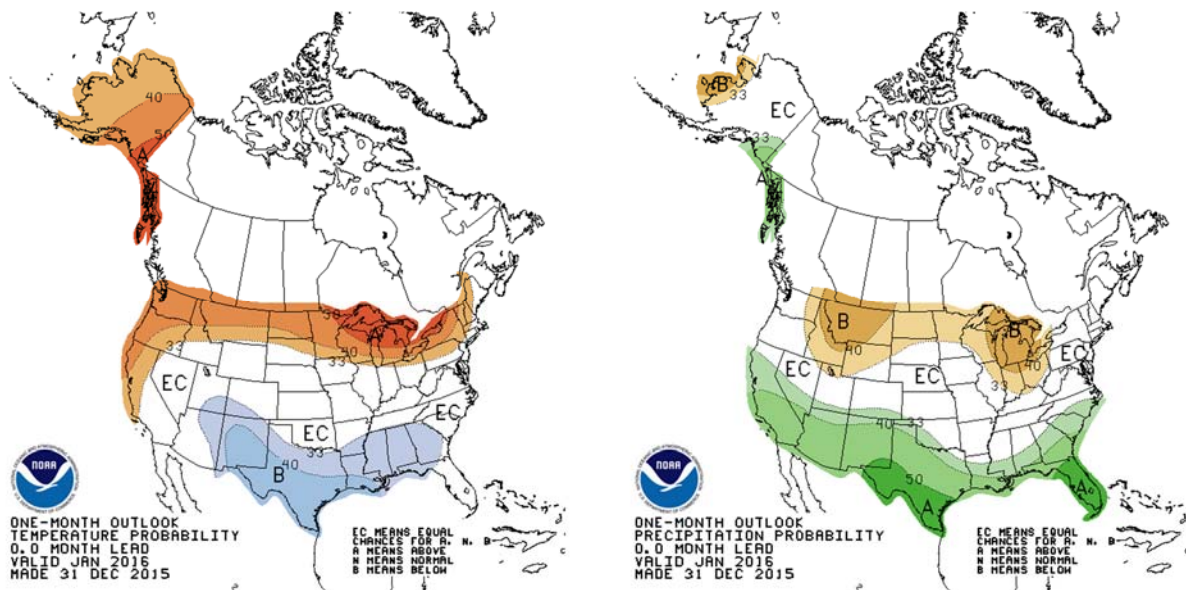 40
50
A
A
33
40
33
EC
EC
EC
33
40
B
NOAA
ONE-MONTH OUTLOOK
TEMPERATURE PROBABILITY
0.0 MONTH LEAD
VALID JAN 2016
MADE 31 DEC 2015
EC MEANS EQUAL
CHANCES FOR A, N, B
A MEANS ABOVE
N MEANS NORMAL
B MEANS BELOW
B
33
EC
33
A
B
B
40
EC
EC
EC
40
33
33
40
50
A
A
NOAA
ONE-MONTH OUTLOOK
PRECIPITATION PROBABILITY
0.0 MONTH LEAD
VALID JAN 2016
MADE 31 DEC 2015
EC MEANS EQUAL
CHANCES FOR A, N, B
A MEANS ABOVE
N MEANS NORMAL
B MEANS BELOW